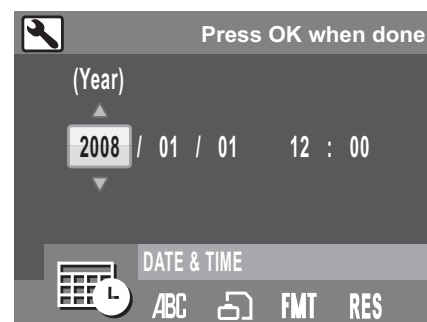 Press OK when done
(Year)
2008 / 01 / 01 12 : 00
DATE & TIME
ABC FMT RES